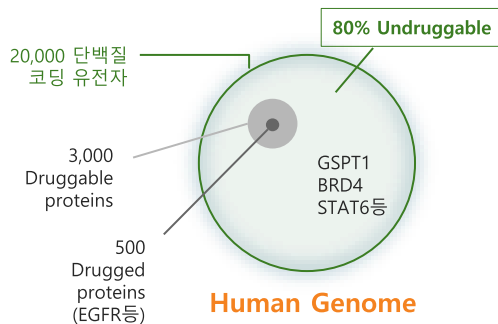 80% Undruggable
20,000 단백질
코딩 유전자
3,000
Druggable
proteins
GSPT1
BRD4
STAT6등
500
Drugged
proteins
(EGFR등)
Human Genome